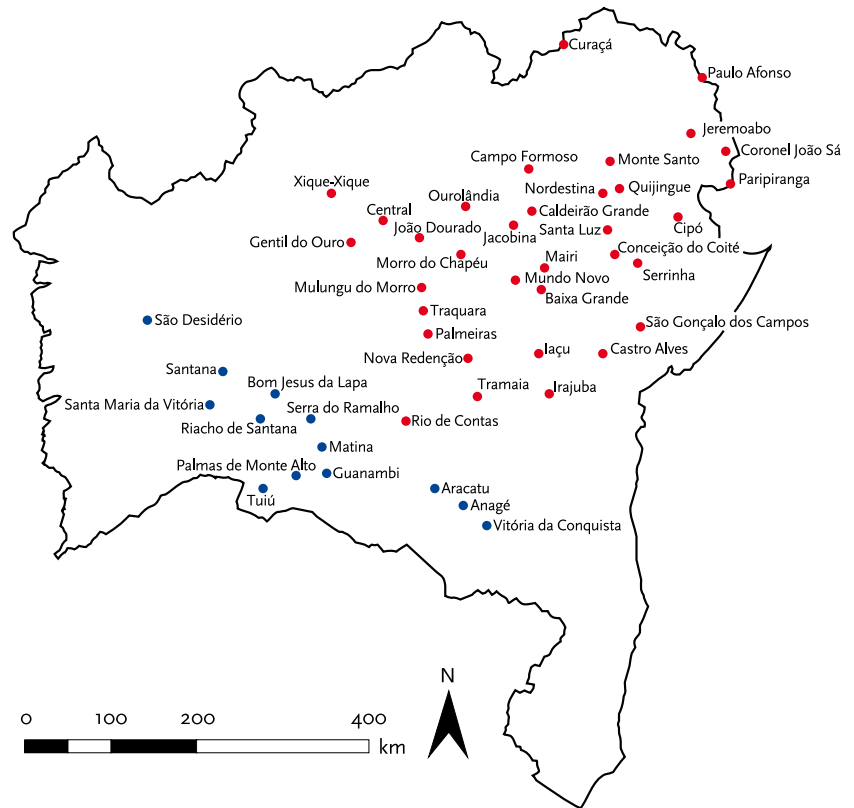 Curaçá
Paulo Afonso
Jeremoabo
Coronel João Sá
Campo Formoso
Monte Santo
Xique-Xique
Nordestina
Quijingue
Paripiranga
Ourolândia
Central
Caldeirão Grande
João Dourado
Jacobina
Santa Luz
Cipó
Gentil do Ouro
Morro do Chapéu
Mairi
Conceição do Coité
Serrinha
Mulungu do Morro
Mundo Novo
Baixa Grande
Traquara
São Desidério
São Gonçalo dos Campos
Palmeiras
Nova Redenção
Iaçu
Castro Alves
Santana
Bom Jesus da Lapa
Tramaia
Irajuba
Santa Maria da Vitória
Serra do Ramalho
Riacho de Santana
Rio de Contas
Matina
Palmas de Monte Alto
Guanambi
Tuiú
Aracatu
Anagé
Vitória da Conquista
N
0 100 200 400
km